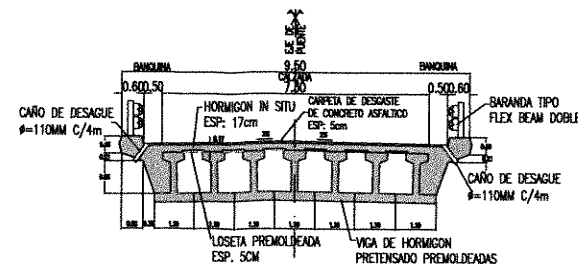 EJE DE
PUENTE
9.50
BANQUINA
CALZADA
BANQUINA
0.60
0.50
7.30
0.50
0.60
CAÑO DE DESAGUE
ø=110MM C/4m
HORMIGON IN SITU
ESP: 17cm
CARPETA DE DESGASTE
DE CONCRETO ASFALTICO
ESP: 5cm
BARANDA TIPO
FLEX BEAM DOBLE
CAÑO DE DESAGUE
ø=110MM C/4m
LOSETA PREMOLDEADA
ESP. 5CM
VIGA DE HORMIGON
PRETENSADO PREMOLDEADAS